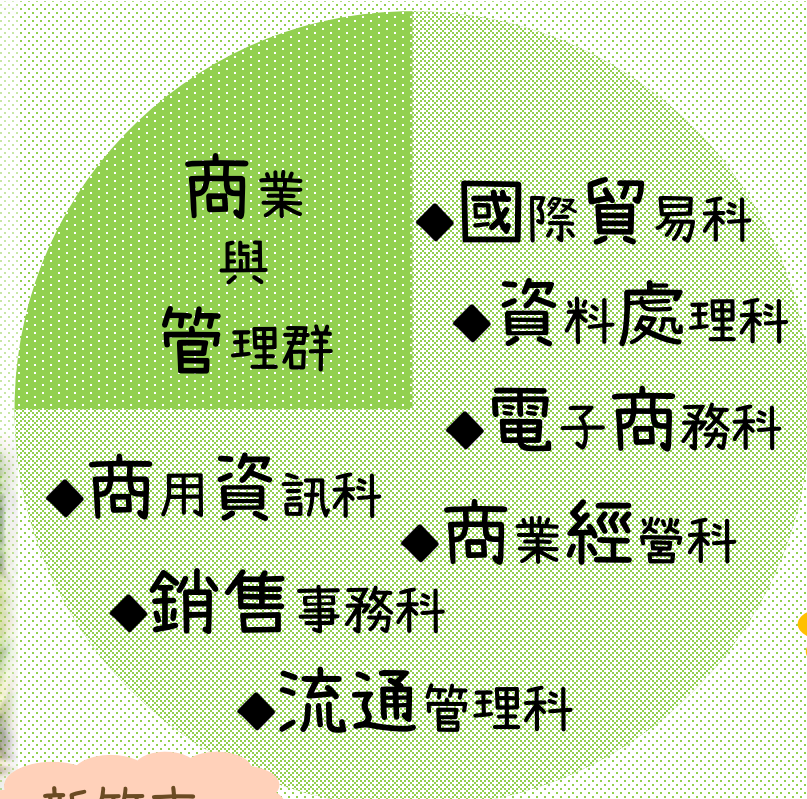 商業
與
管理群
◆國際貿易科
◆資料處理科
◆電子商務科
◆商用資訊科
◆商業經營科
◆銷售事務科
◆流通管理科